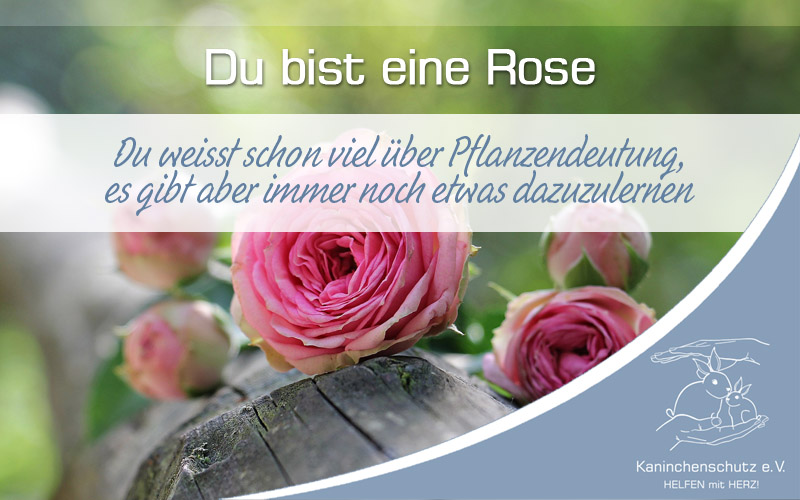 Du bist eine Rose
Du weisst schon viel über Pflanzendeutung,
es gibt aber immer noch etwas dazuzulernen
Kaninchenschutz e.V.
HELFEN mit HERZ!